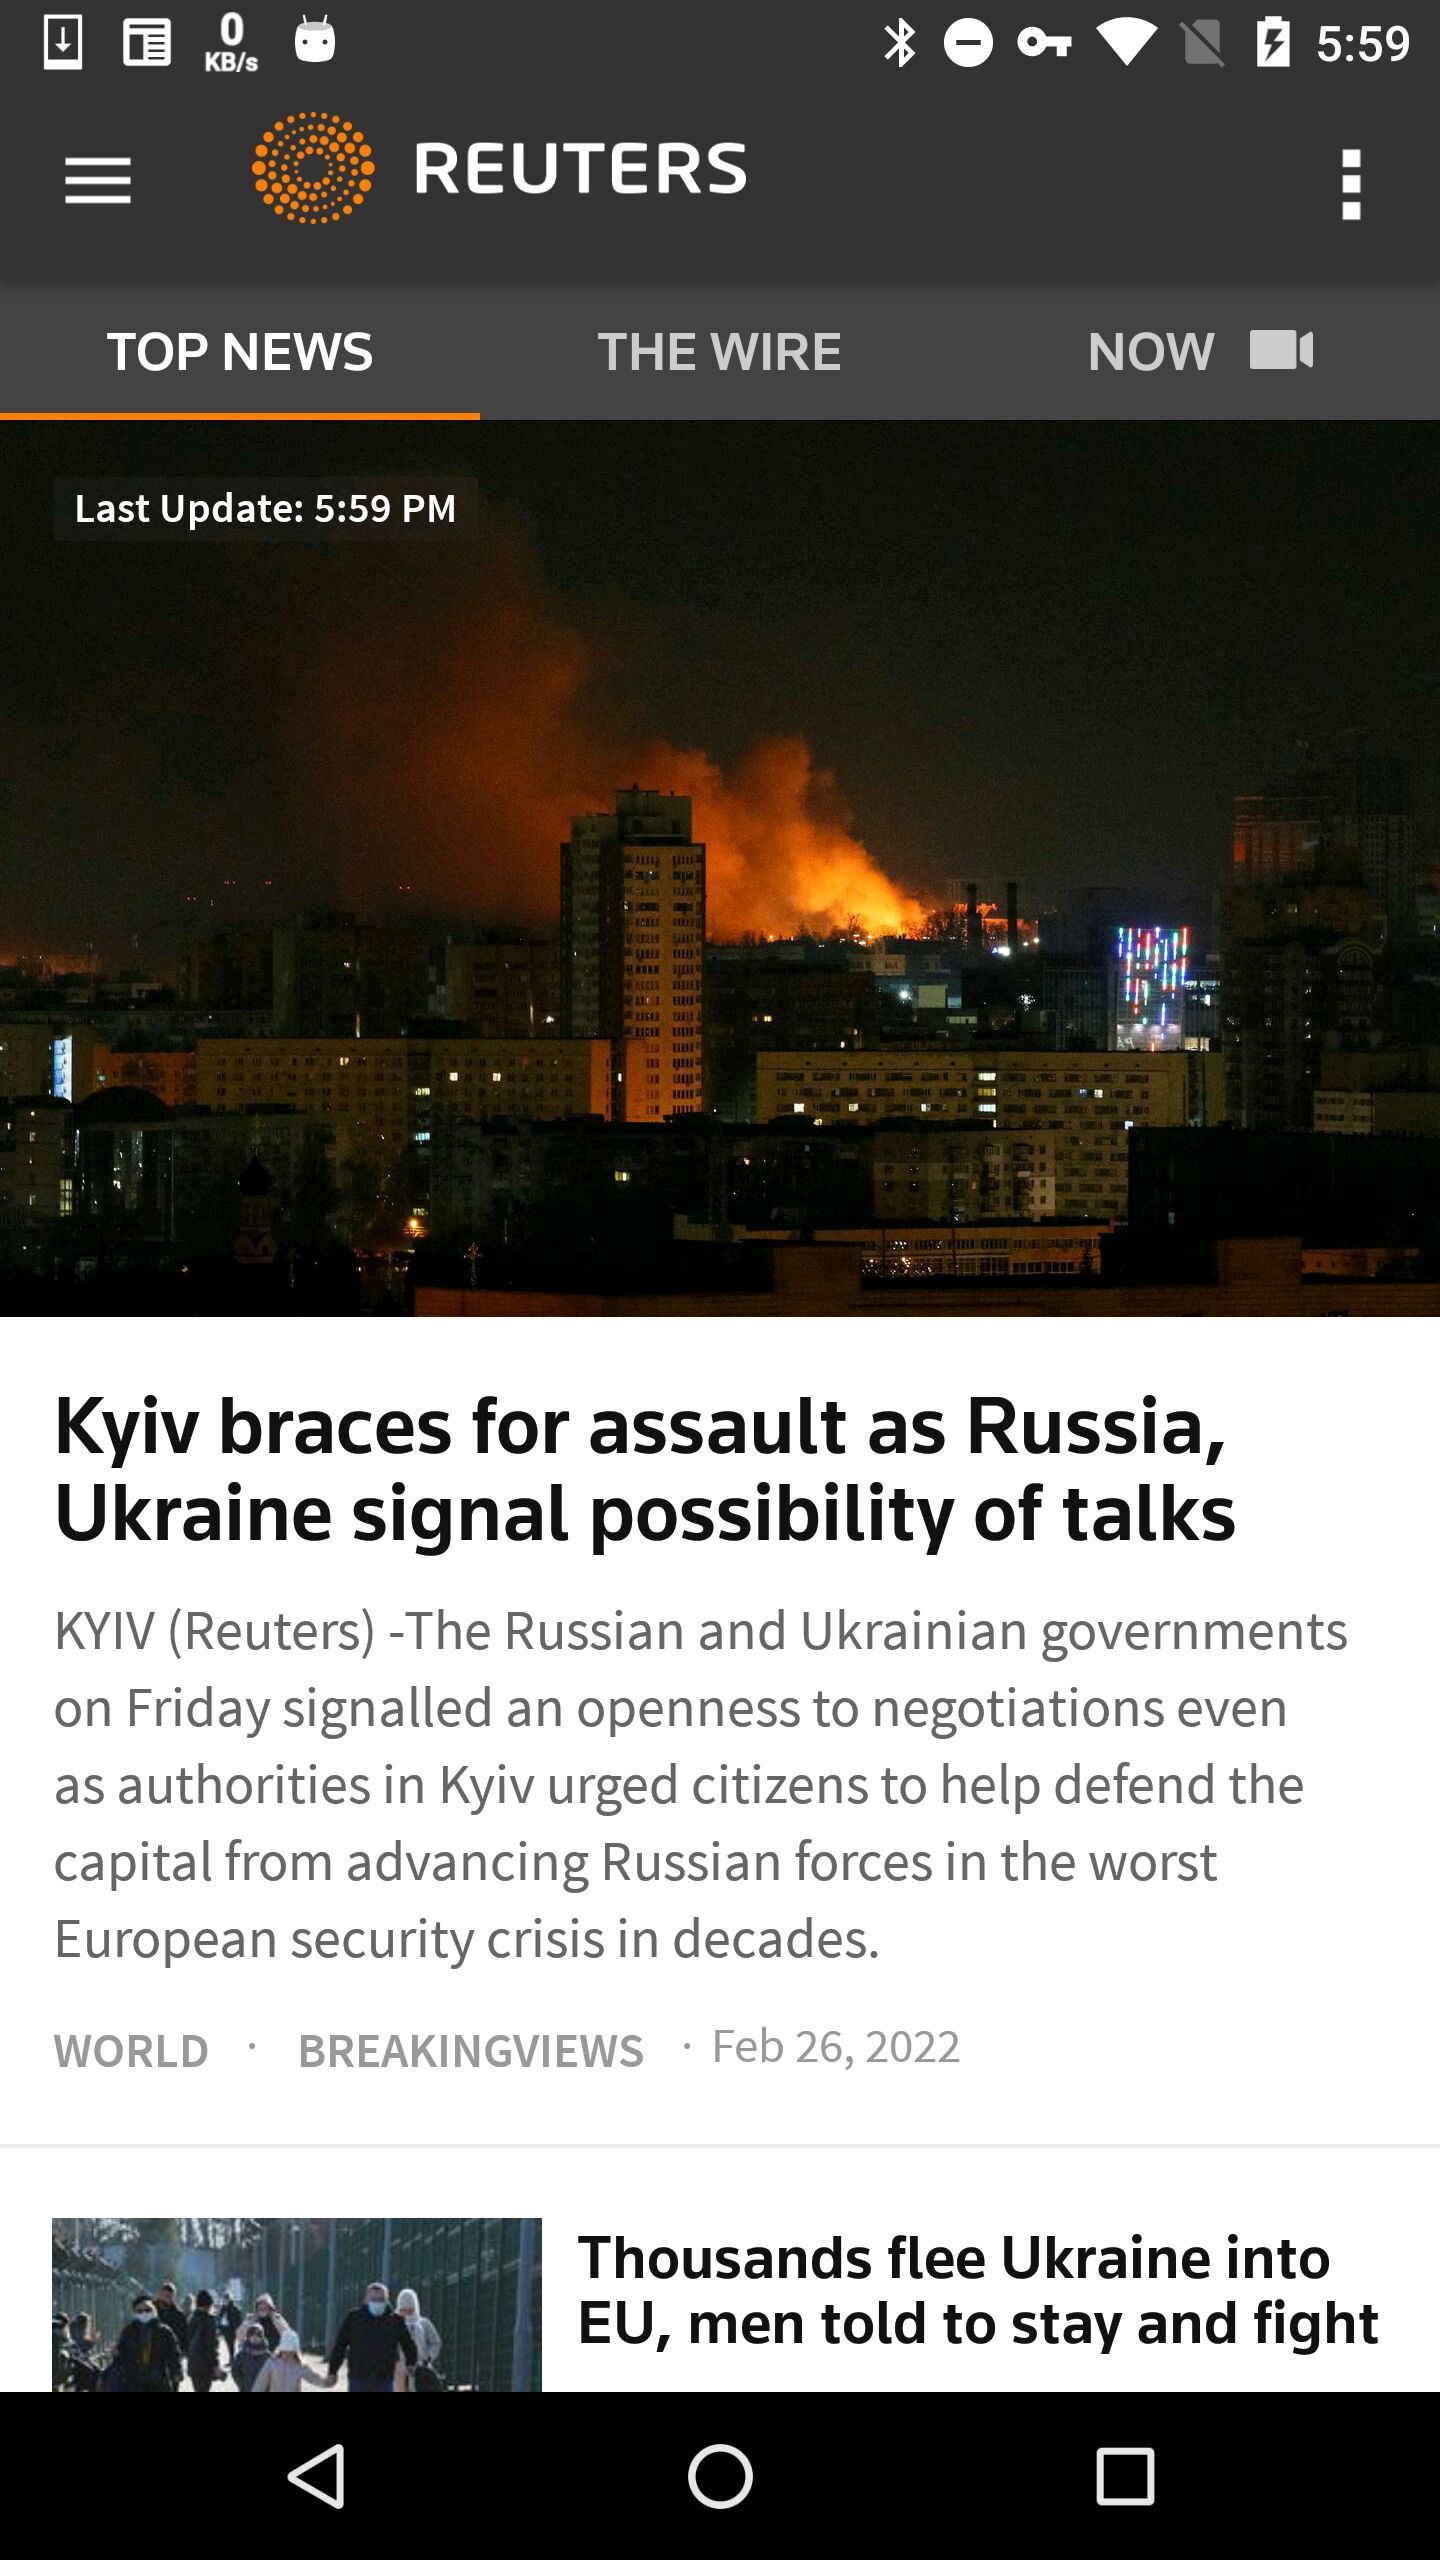 0
KB/s
5:59
REUTERS
TOP NEWS
THE WIRE
NOW
Last Update: 5:59 PM
Kyiv braces for assault as Russia,
Ukraine signal possibility of talks
KYIV (Reuters) -The Russian and Ukrainian governments
on Friday signalled an openness to negotiations even
as authorities in Kyiv urged citizens to help defend the
capital from advancing Russian forces in the worst
European security crisis in decades.
WORLD · BREAKINGVIEWS · Feb 26, 2022
Thousands flee Ukraine into
EU, men told to stay and fight